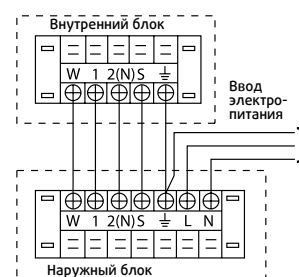 Внутренний блок
W 1 2(N) S ⏚
Ввод
электро-
питания
W 1 2(N) S ⏚ L N
Наружный блок